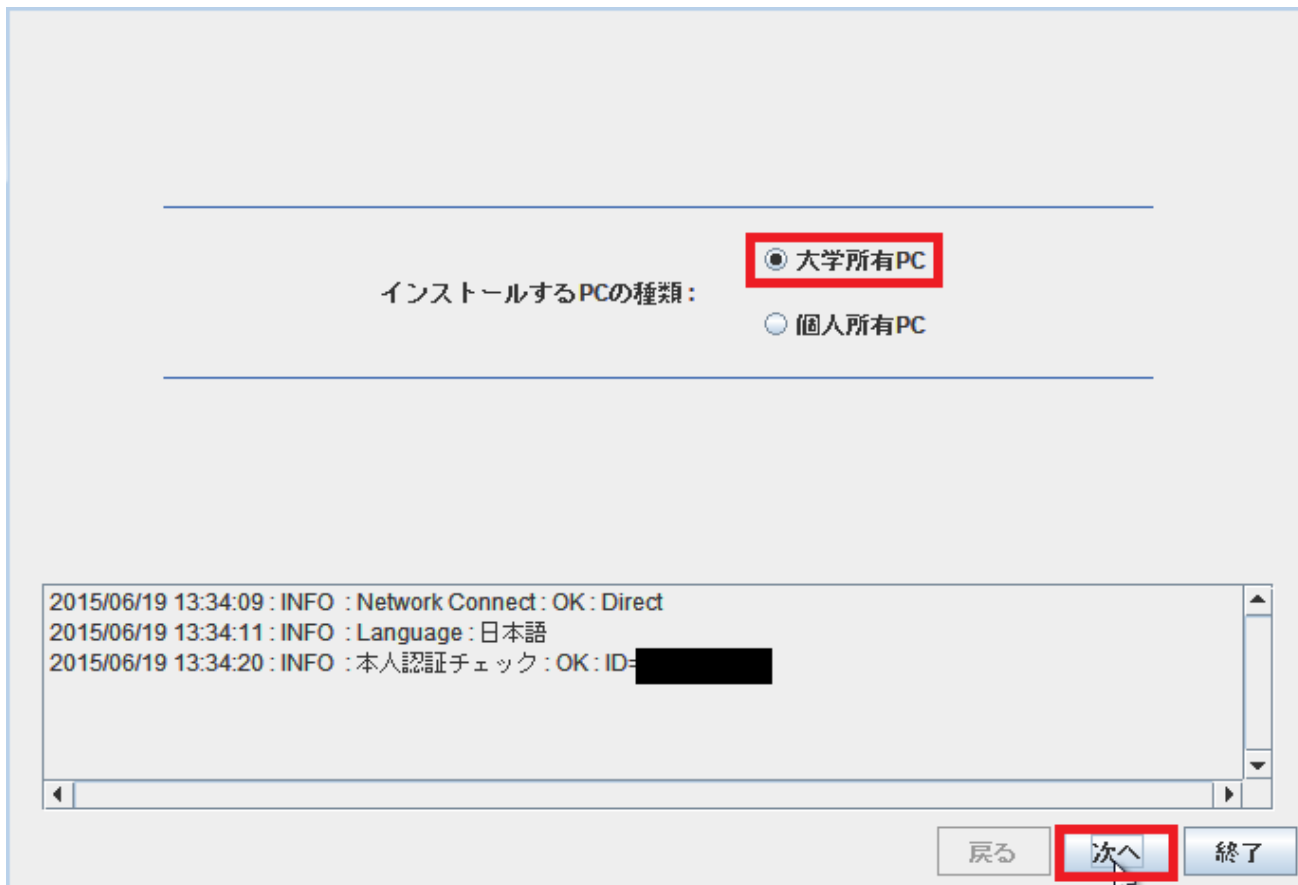 大学所有PC
インストールするPCの種類:
個人所有PC
2015/06/19 13:34:09 : INFO : Network Connect : OK : Direct
2015/06/19 13:34:11 : INFO : Language : 日本語
2015/06/19 13:34:20 : INFO : 本人認証チェック : OK : ID=
戻る 次へ 終了